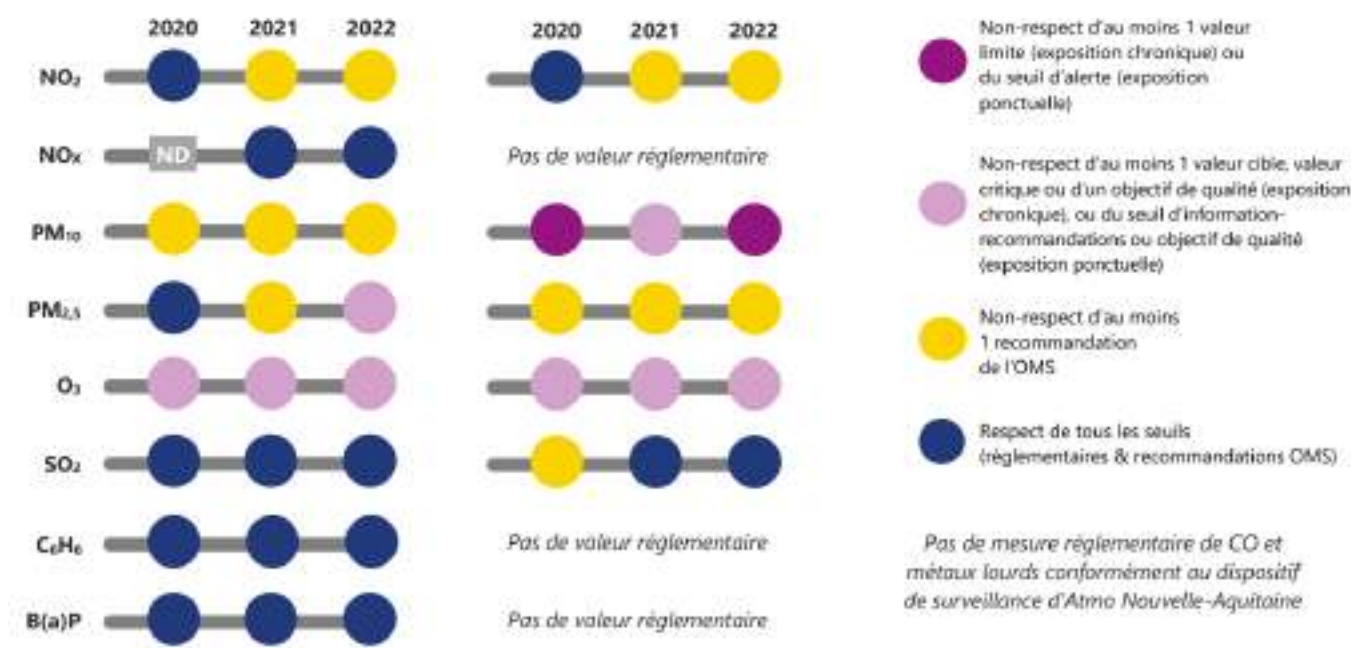 2020 2021 2022
2020 2021 2022
NO₂
NOx
ND
Pas de valeur réglementaire
PM₁₀
PM₂,₅
O₃
SO₂
C₆H₆
Pas de valeur réglementaire
B(a)P
Pas de valeur réglementaire
Non-respect d'au moins 1 valeur
limite (exposition chronique) ou
du seuil d'alerte (exposition
ponctuelle)
Non-respect d'au moins 1 valeur cible, valeur
critique ou d'un objectif de qualité (exposition
chronique), ou du seuil d'information-
recommandations ou objectif de qualité
(exposition ponctuelle)
Non-respect d'au moins
1 recommandation
de l'OMS
Respect de tous les seuils
(règlementaires & recommandations OMS)
Pas de mesure réglementaire de CO et
métaux lourds conformément au dispositif
de surveillance d'Atmo Nouvelle-Aquitaine